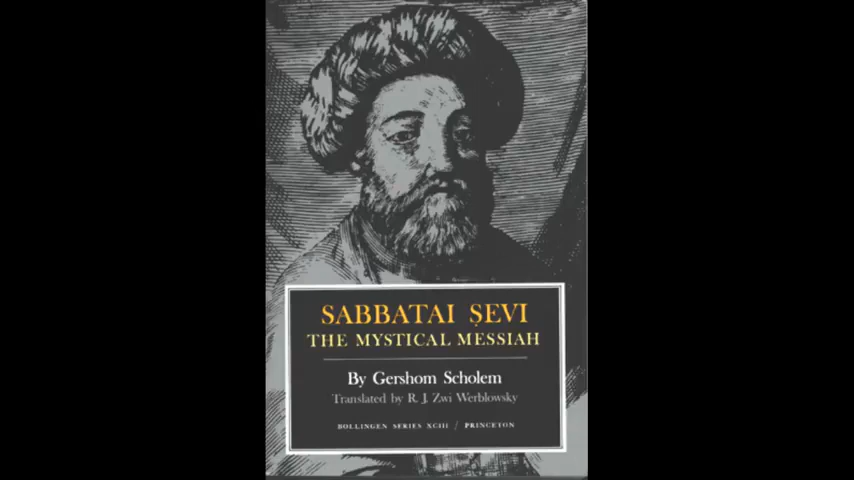 SABBATAI ṢEVI
THE MYSTICAL MESSIAH
By Gershom Scholem
Translated by R. J. Zwi Werblowsky
BOLLINGEN SERIES XCIII / PRINCETON